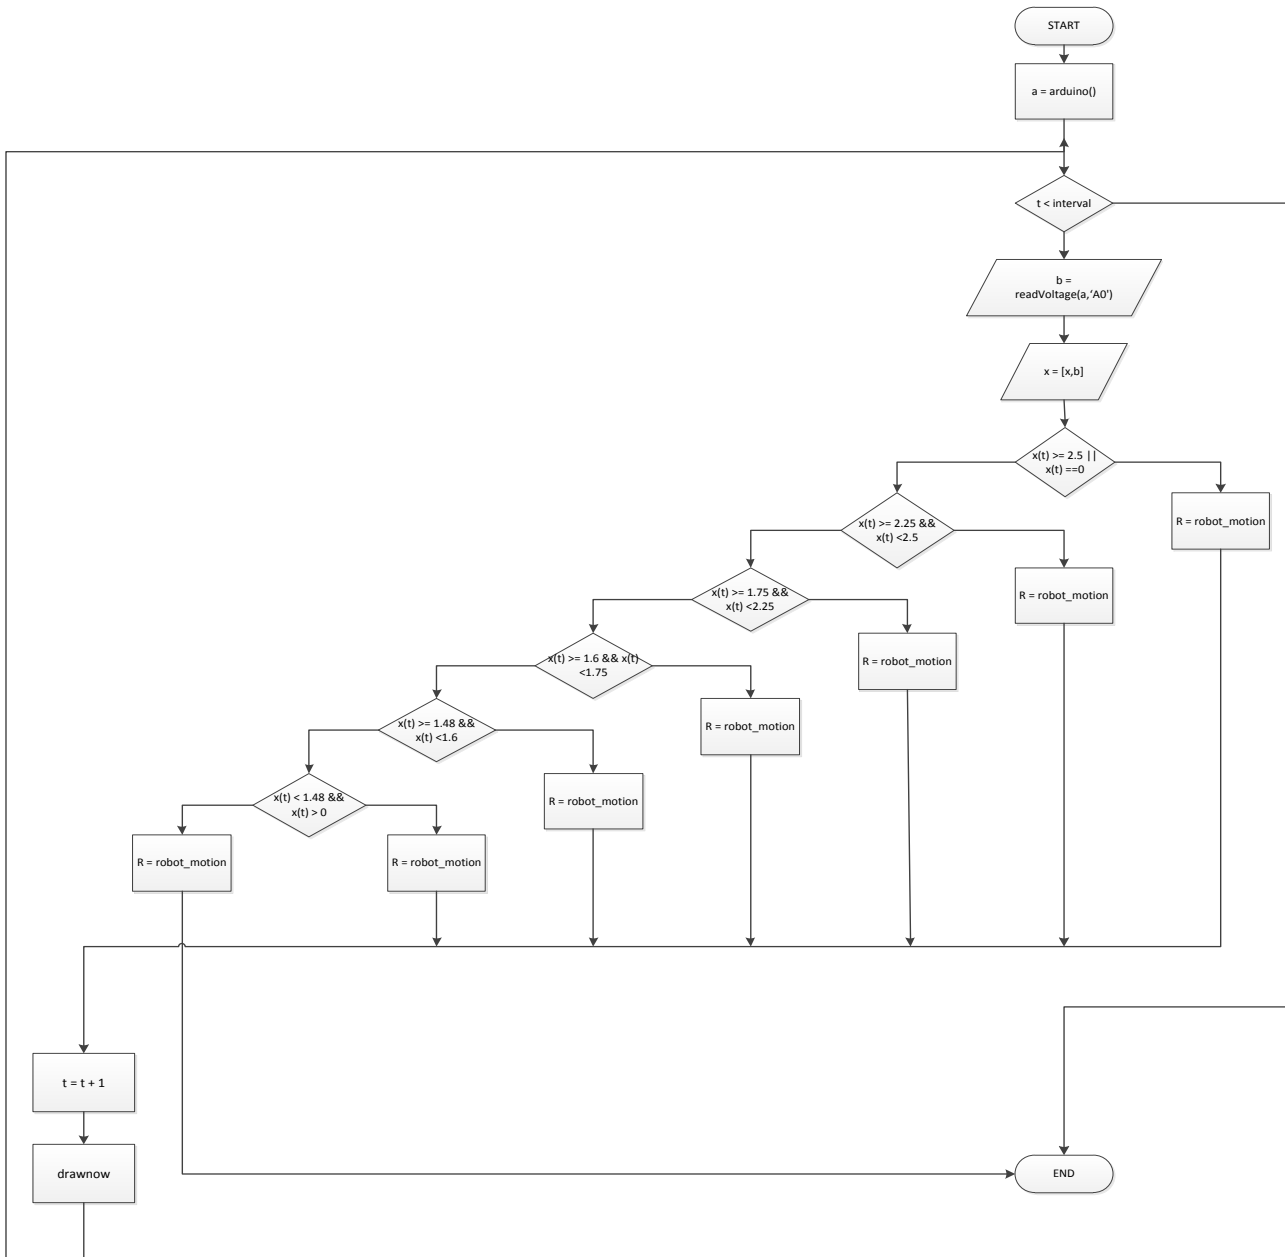 START
a = arduino()
t < interval
b =
readVoltage(a,‘A0’)
x = [x,b]
x(t) >= 2.5 ||
x(t) ==0
R = robot_motion
x(t) >= 2.25 &&
x(t) <2.5
R = robot_motion
x(t) >= 1.75 &&
x(t) <2.25
R = robot_motion
x(t) >= 1.6 && x(t)
<1.75
R = robot_motion
x(t) >= 1.48 &&
x(t) <1.6
R = robot_motion
x(t) < 1.48 &&
x(t) > 0
R = robot_motion
R = robot_motion
t = t + 1
drawnow
END